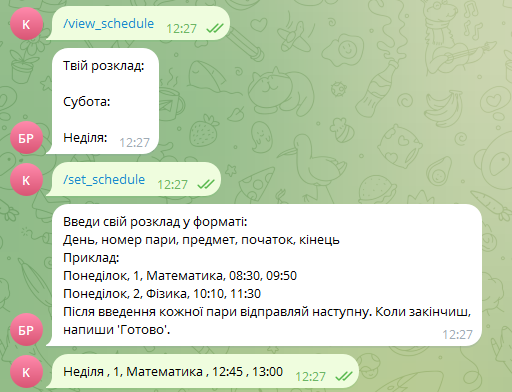 К
/view_schedule 12:27
Твій розклад:
Субота:
Неділя: 12:27
БР
К
/set_schedule 12:27
Введи свій розклад у форматі:
День, номер пари, предмет, початок, кінець
Приклад:
Понеділок, 1, Математика, 08:30, 09:50
Понеділок, 2, Фізика, 10:10, 11:30
Після введення кожної пари відправляй наступну. Коли закінчиш,
напиши 'Готово'.
БР
12:27
К
Неділя , 1, Математика , 12:45 , 13:00 12:27